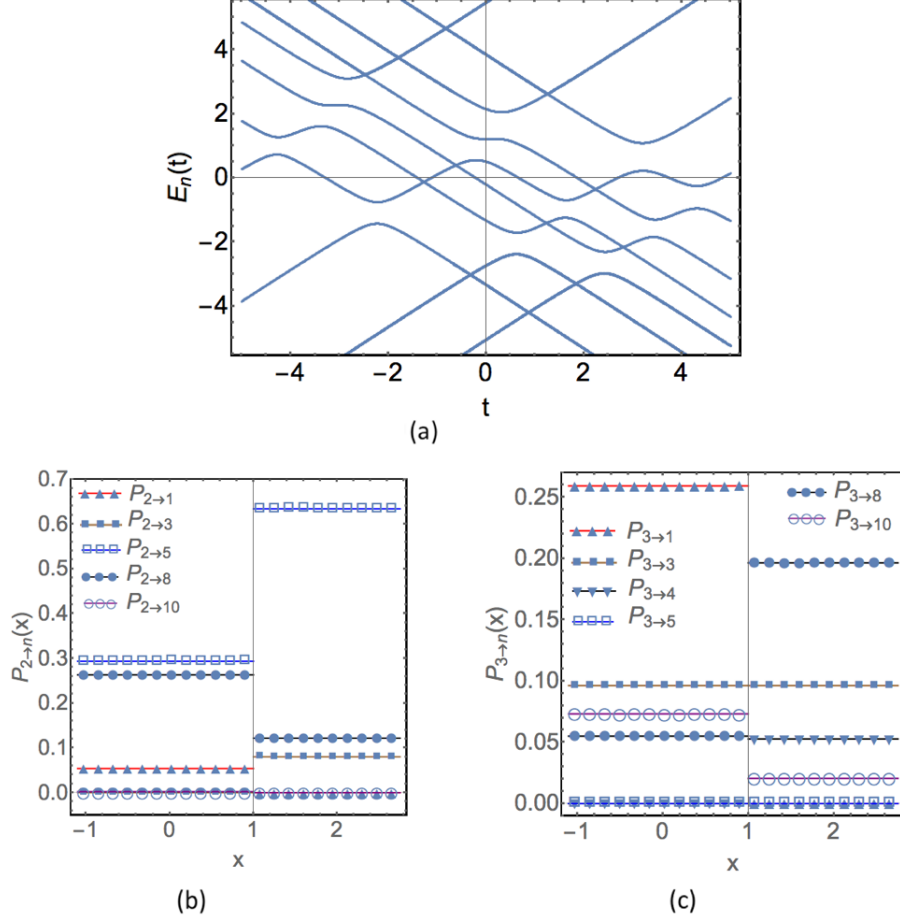 4
2
0
−2
−4
E_n(t)
−4 −2 0 2 4
t
(a)
0.7
0.6
0.5
0.4
0.3
0.2
0.1
0.0
P_{2→n}(x)
P_{2→1}
P_{2→3}
P_{2→5}
P_{2→8}
P_{2→10}
−1 0 1 2
x
(b)
0.25
0.20
0.15
0.10
0.05
0.00
P_{3→n}(x)
P_{3→1}
P_{3→3}
P_{3→4}
P_{3→5}
P_{3→8}
P_{3→10}
−1 0 1 2
x
(c)